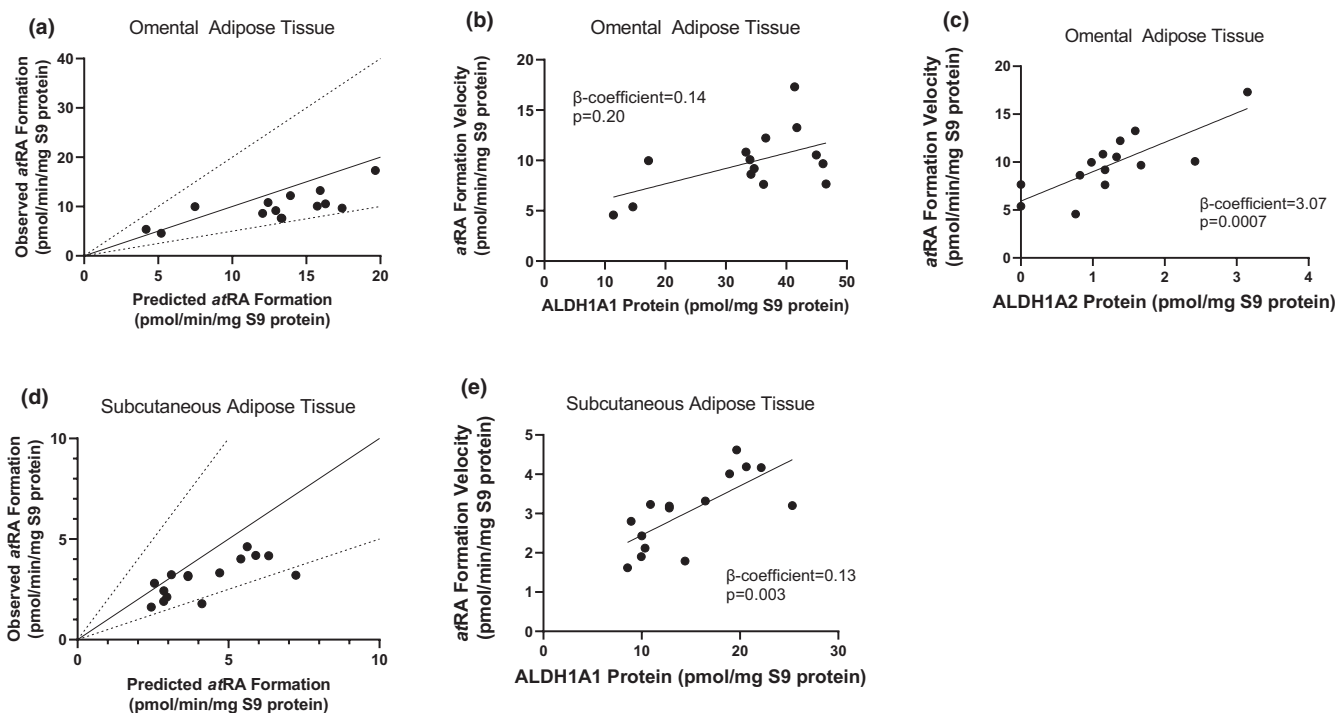 (a)
Omental Adipose Tissue
Observed atRA Formation
(pmol/min/mg S9 protein)
40
30
20
10
0
0 5 10 15 20
Predicted atRA Formation
(pmol/min/mg S9 protein)
(b)
Omental Adipose Tissue
atRA Formation Velocity
(pmol/min/mg S9 protein)
20
15
10
5
0
β-coefficient=0.14
p=0.20
0 10 20 30 40 50
ALDH1A1 Protein (pmol/mg S9 protein)
(c)
Omental Adipose Tissue
atRA Formation Velocity
(pmol/min/mg S9 protein)
20
15
10
5
0
β-coefficient=3.07
p=0.0007
0 1 2 3 4
ALDH1A2 Protein (pmol/mg S9 protein)
(d)
Subcutaneous Adipose Tissue
Observed atRA Formation
(pmol/min/mg S9 protein)
10
5
0
0 5 10
Predicted atRA Formation
(pmol/min/mg S9 protein)
(e)
Subcutaneous Adipose Tissue
atRA Formation Velocity
(pmol/min/mg S9 protein)
5
4
3
2
1
0
β-coefficient=0.13
p=0.003
0 10 20 30
ALDH1A1 Protein (pmol/mg S9 protein)